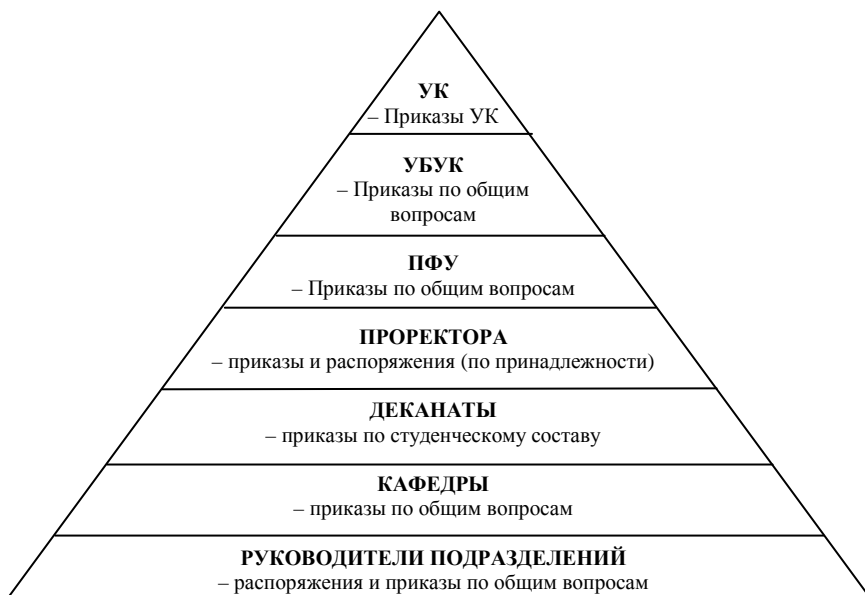 УК
– Приказы УК
УБУК
– Приказы по общим
вопросам
ПФУ
– Приказы по общим вопросам
ПРОРЕКТОРА
– приказы и распоряжения (по принадлежности)
ДЕКАНАТЫ
– приказы по студенческому составу
КАФЕДРЫ
– приказы по общим вопросам
РУКОВОДИТЕЛИ ПОДРАЗДЕЛЕНИЙ
– распоряжения и приказы по общим вопросам